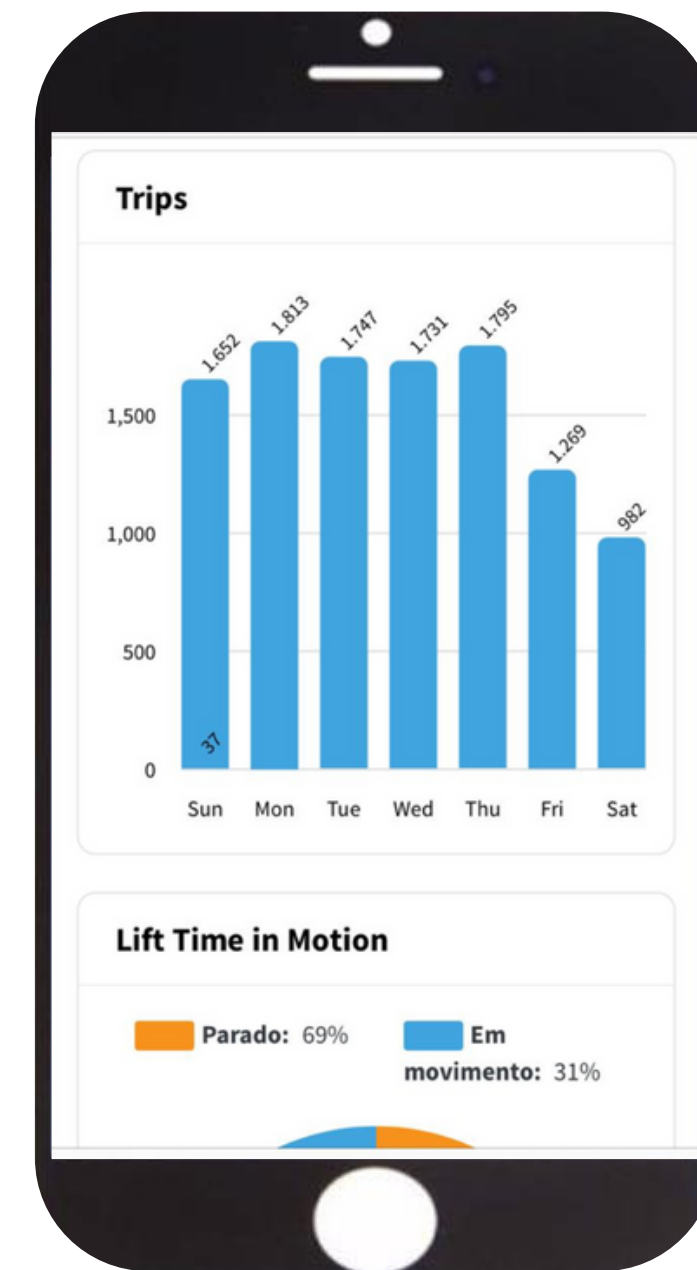 Trips
1.652
1.813
1.747
1.731
1.795
1.269
982
1,500
1,000
500
37
0
Sun Mon Tue Wed Thu Fri Sat
Lift Time in Motion
Parado: 69% Em
movimento: 31%